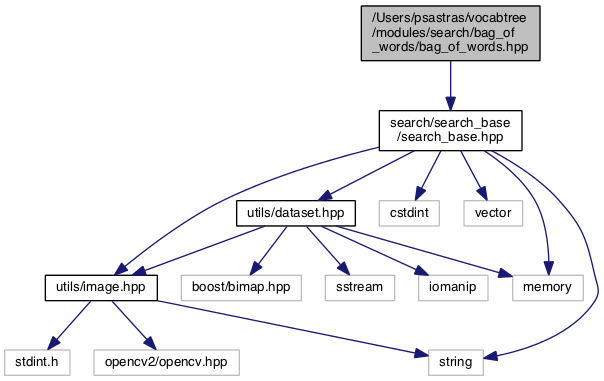 /Users/psastras/vocabtree
/modules/search/bag_of
_words/bag_of_words.hpp
search/search_base
/search_base.hpp
utils/dataset.hpp
cstdint
vector
utils/image.hpp
boost/bimap.hpp
sstream
iomanip
memory
stdint.h
opencv2/opencv.hpp
string